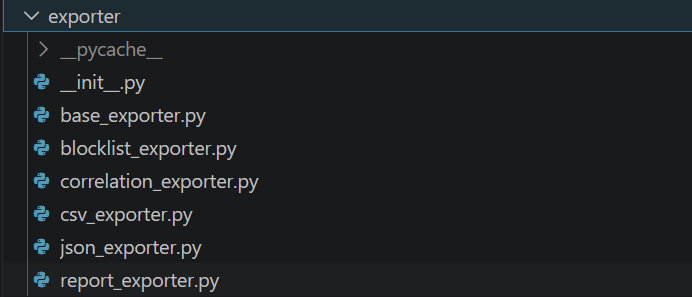 exporter
__pycache__
__init__.py
base_exporter.py
blocklist_exporter.py
correlation_exporter.py
csv_exporter.py
json_exporter.py
report_exporter.py